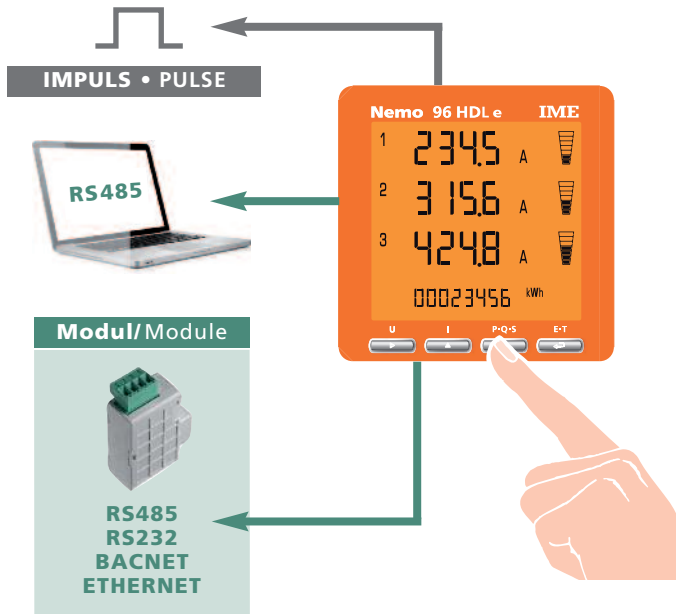 IMPULS • PULSE
Nemo 96 HDL e IME
1 234.5 A
2 315.6 A
3 424.8 A
00023456 kWh
U I P•Q•S E•T
RS485
Modul/Module
RS485
RS232
BACNET
ETHERNET